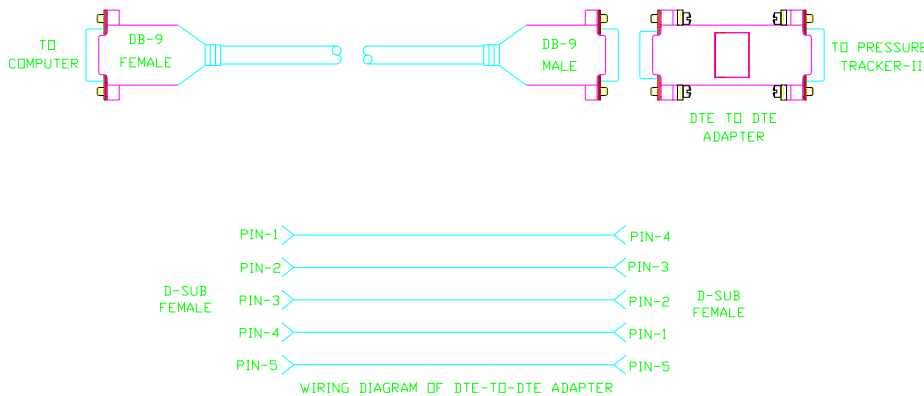 TO
COMPUTER
DB-9
FEMALE
DB-9
MALE
TO PRESSURE
TRACKER-II
DTE TO DTE
ADAPTER
PIN-1
PIN-4
PIN-2
PIN-3
D-SUB
FEMALE
PIN-3
PIN-2
D-SUB
FEMALE
PIN-4
PIN-1
PIN-5
PIN-5
WIRING DIAGRAM OF DTE-TO-DTE ADAPTER